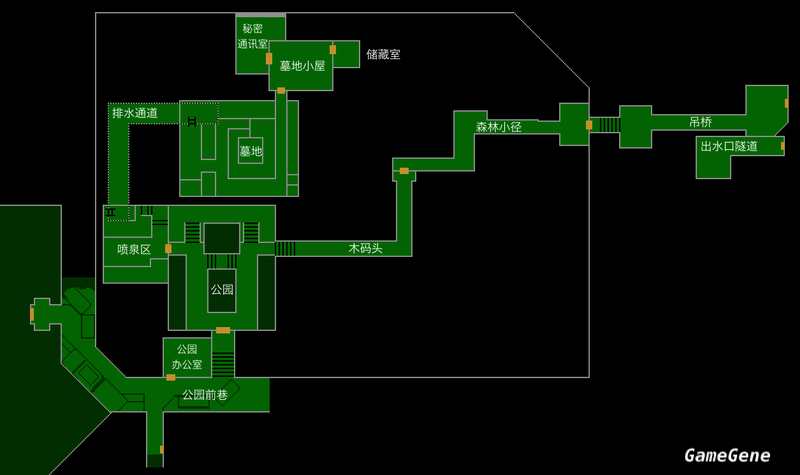 秘密
通讯室
储藏室
墓地小屋
排水通道
森林小径
吊桥
出水口隧道
墓地
喷泉区
木码头
公园
公园
办公室
公园前巷
GameGene